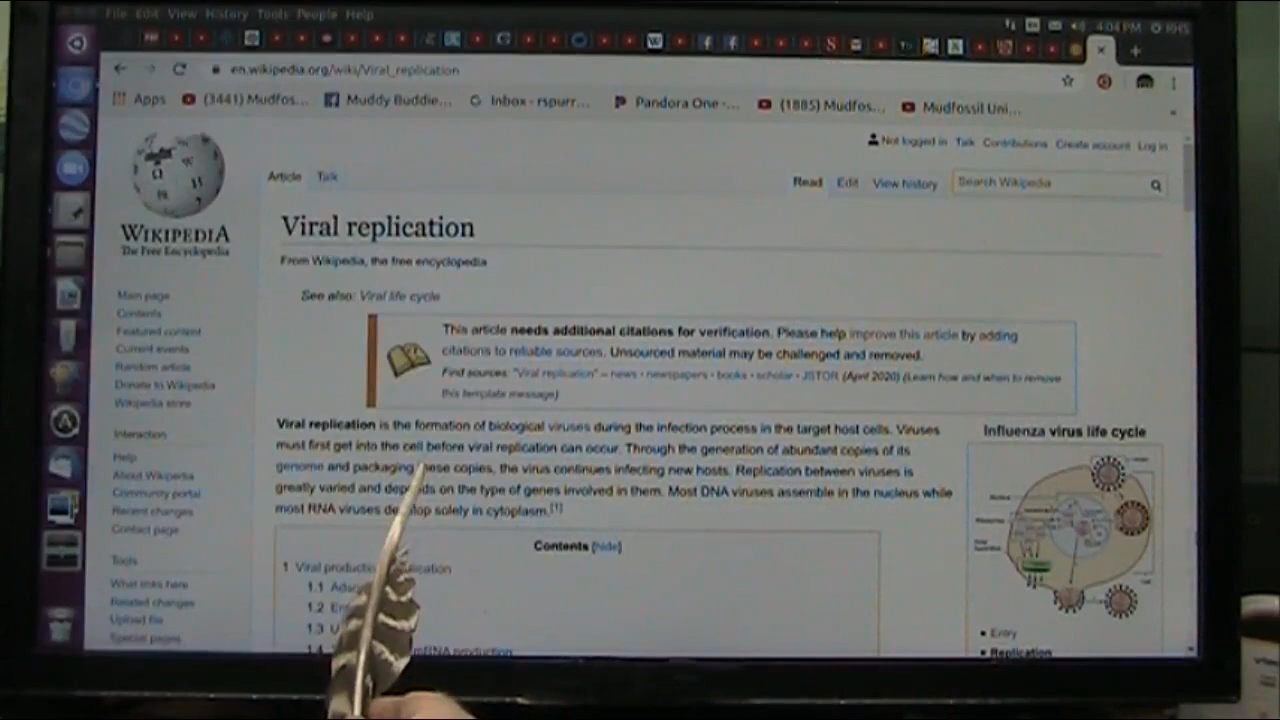 File Edit View History Tools People Help
4:04 PM RHS
en.wikipedia.org/wiki/Viral_replication
Apps (3441) Mudfos... Muddy Buddie... Inbox - rspurr... Pandora One -... (1885) Mudfos... Mudfossil Uni...
Not logged in Talk Contributions Create account Log in
Article Talk Read Edit View history Search Wikipedia
WIKIPEDIA
The Free Encyclopedia
Main page
Contents
Featured content
Current events
Random article
Donate to Wikipedia
Wikipedia store
Interaction
Help
About Wikipedia
Community portal
Recent changes
Contact page
Tools
What links here
Related changes
Upload file
Special pages
Viral replication
From Wikipedia, the free encyclopedia
See also: Viral life cycle
This article needs additional citations for verification. Please help improve this article by adding
citations to reliable sources. Unsourced material may be challenged and removed.
Find sources: "Viral replication" – news · newspapers · books · scholar · JSTOR (April 2020) (Learn how and when to remove
this template message)
Viral replication is the formation of biological viruses during the infection process in the target host cells. Viruses
must first get into the cell before viral replication can occur. Through the generation of abundant copies of its
genome and packaging these copies, the virus continues infecting new hosts. Replication between viruses is
greatly varied and depends on the type of genes involved in them. Most DNA viruses assemble in the nucleus while
most RNA viruses develop solely in cytoplasm.[1]
Contents [hide]
1 Viral production
1.1
1.2
1.3
1.4 mRNA production
Influenza virus life cycle
Entry
Replication